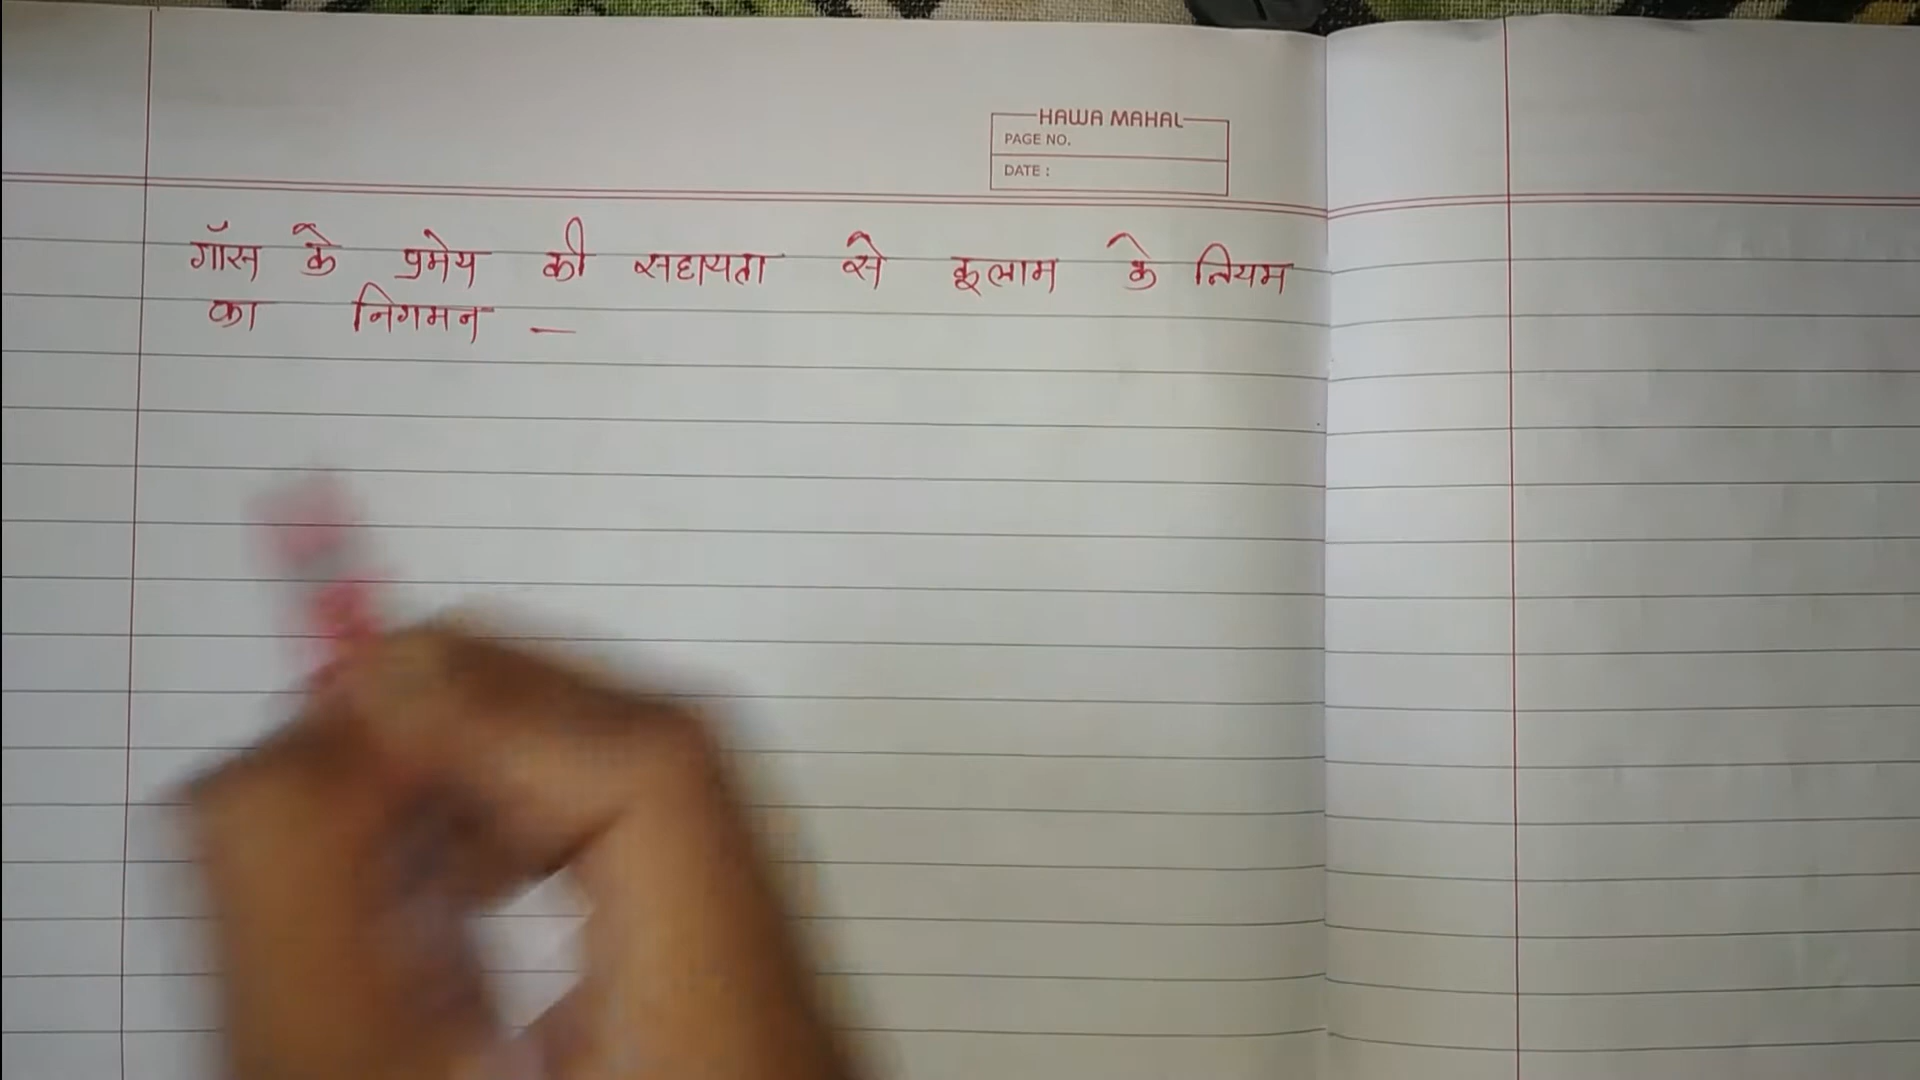 HAWA MAHAL
PAGE NO.
DATE :
गॉस के प्रमेय की सहायता से कूलाम के नियम
का निगमन –